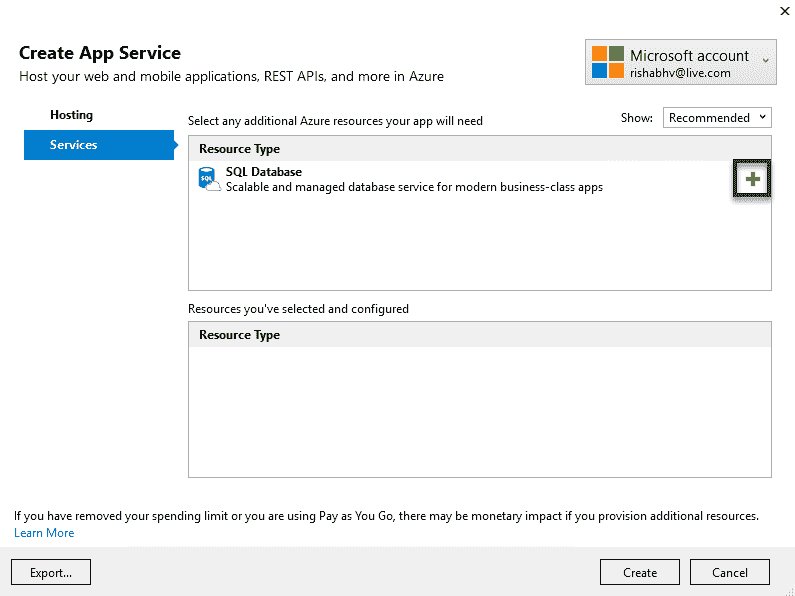 Create App Service
Host your web and mobile applications, REST APIs, and more in Azure
Microsoft account
rishabhv@live.com
Hosting
Services
Select any additional Azure resources your app will need
Show: Recommended
Resource Type
SQL
SQL Database
Scalable and managed database service for modern business-class apps
Resources you've selected and configured
Resource Type
If you have removed your spending limit or you are using Pay as You Go, there may be monetary impact if you provision additional resources.
Learn More
Export...
Create
Cancel